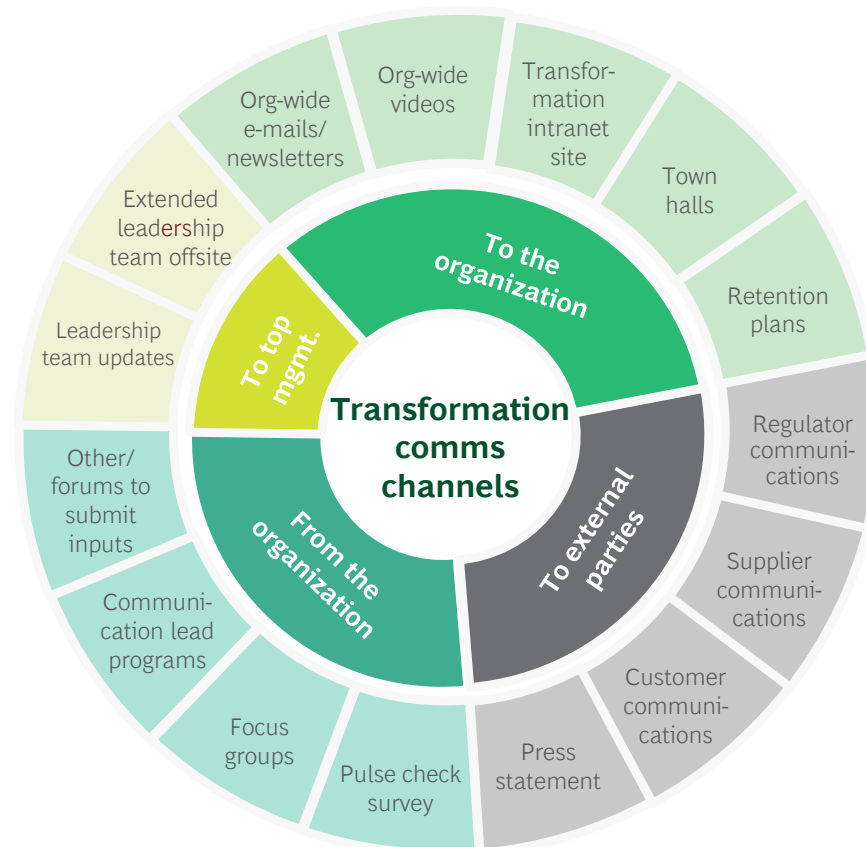 Transformation
comms
channels
To the
organization
Org-wide
e-mails/
newsletters
Org-wide
videos
Transfor-
mation
intranet
site
Town
halls
Retention
plans
To external
parties
Regulator
communi-
cations
Supplier
communi-
cations
Customer
communi-
cations
Press
statement
From the
organization
Pulse check
survey
Focus
groups
Communi-
cation lead
programs
Other/
forums to
submit
inputs
To top
mgmt.
Leadership
team updates
Extended
leadership
team offsite